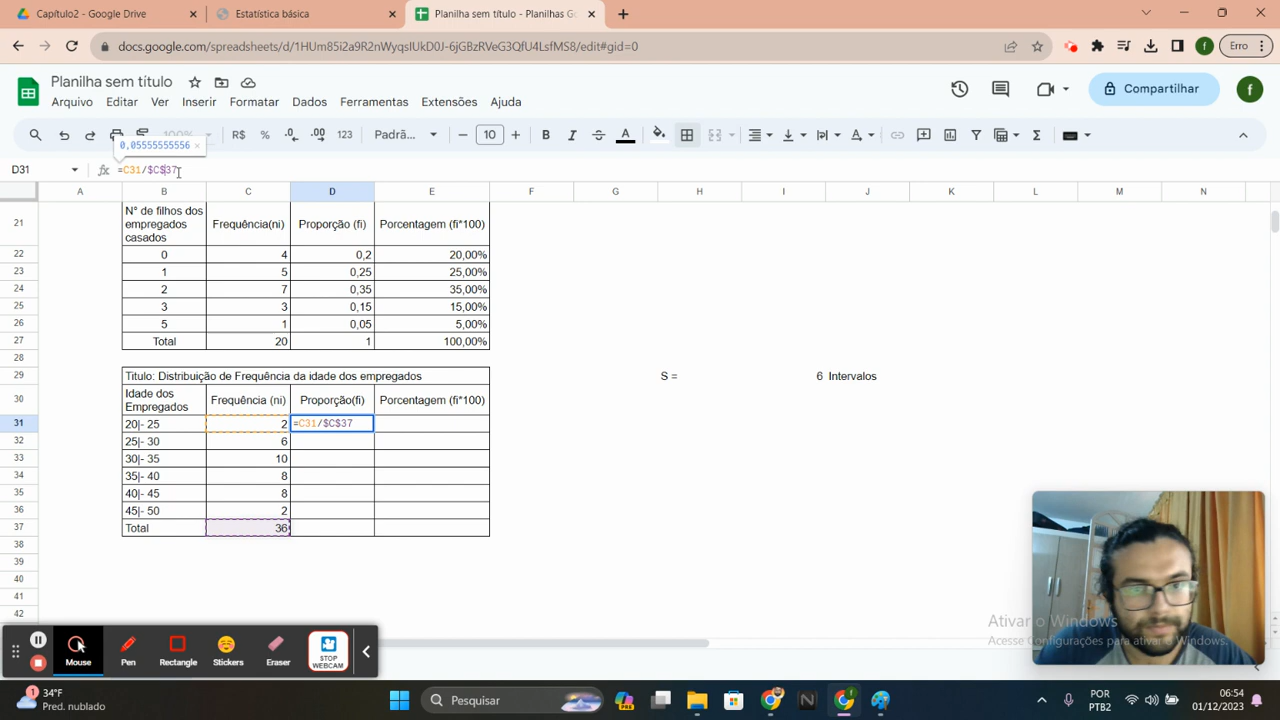 Capítulo2 - Google Drive
Estatística básica
Planilha sem título - Planilhas Go
docs.google.com/spreadsheets/d/1HUm85i2a9R2nWyqsIUkD0J-6jGBzRVeG3QfU4LsfMS8/edit#gid=0
f
Erro
Planilha sem título
Arquivo Editar Ver Inserir Formatar Dados Ferramentas Extensões Ajuda
Compartilhar
f
100%
R$ % .0 .00 123 Padrã... 10 B I S A
0,05555555556 ×
D31 fx =C31/$C$37
A B C D E F G H I J K L M N
21 N° de filhos dos empregados casados Frequência(ni) Proporção (fi) Porcentagem (fi*100)
22 0 4 0,2 20,00%
23 1 5 0,25 25,00%
24 2 7 0,35 35,00%
25 3 3 0,15 15,00%
26 5 1 0,05 5,00%
27 Total 20 1 100,00%
28
29 Titulo: Distribuição de Frequência da idade dos empregados S = 6 Intervalos
30 Idade dos Empregados Frequência (ni) Proporção(fi) Porcentagem (fi*100)
31 20|- 25 2 =C31/$C$37
32 25|- 30 6
33 30|- 35 10
34 35|- 40 8
35 40|- 45 8
36 45|- 50 2
37 Total 36
38
39
40
41
42
Ativar o Windows
Acesse Configurações para ativar o Windows.
Mouse Pen Rectangle Stickers Eraser STOP WEBCAM
34°F
Pred. nublado
Pesquisar
POR
PTB2
06:54
01/12/2023